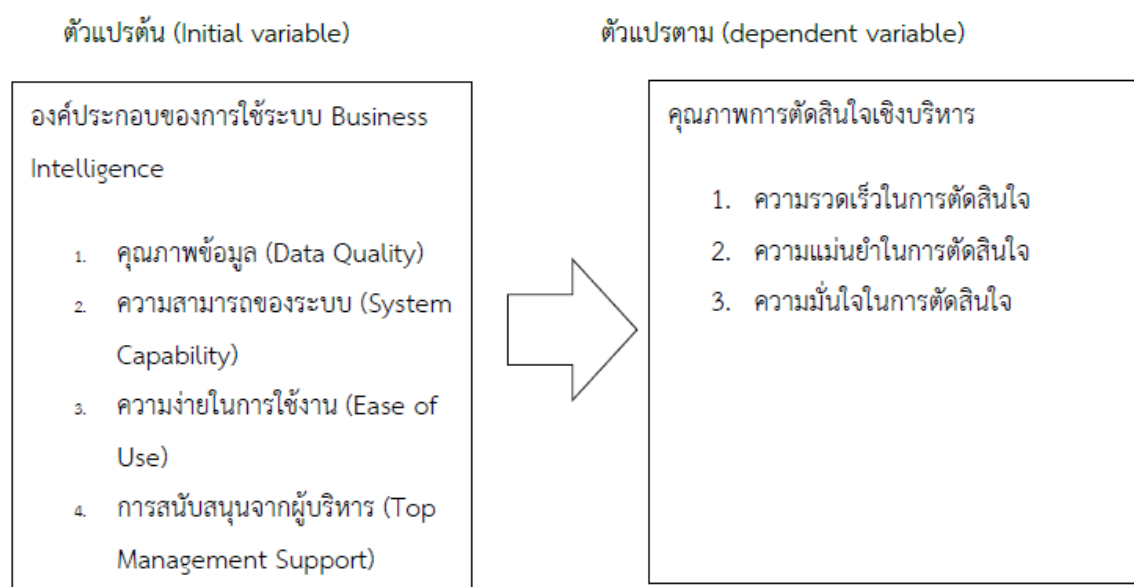 ตัวแปรต้น (Initial variable)
ตัวแปรตาม (dependent variable)
องค์ประกอบของการใช้ระบบ Business
Intelligence
1. คุณภาพข้อมูล (Data Quality)
2. ความสามารถของระบบ (System
Capability)
3. ความง่ายในการใช้งาน (Ease of
Use)
4. การสนับสนุนจากผู้บริหาร (Top
Management Support)
คุณภาพการตัดสินใจเชิงบริหาร
1. ความรวดเร็วในการตัดสินใจ
2. ความแม่นยำในการตัดสินใจ
3. ความมั่นใจในการตัดสินใจ